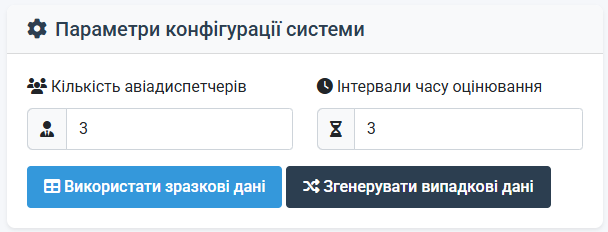 Параметри конфігурації системи
Кількість авіадиспетчерів
Інтервали часу оцінювання
3
3
Використати зразкові дані
Згенерувати випадкові дані